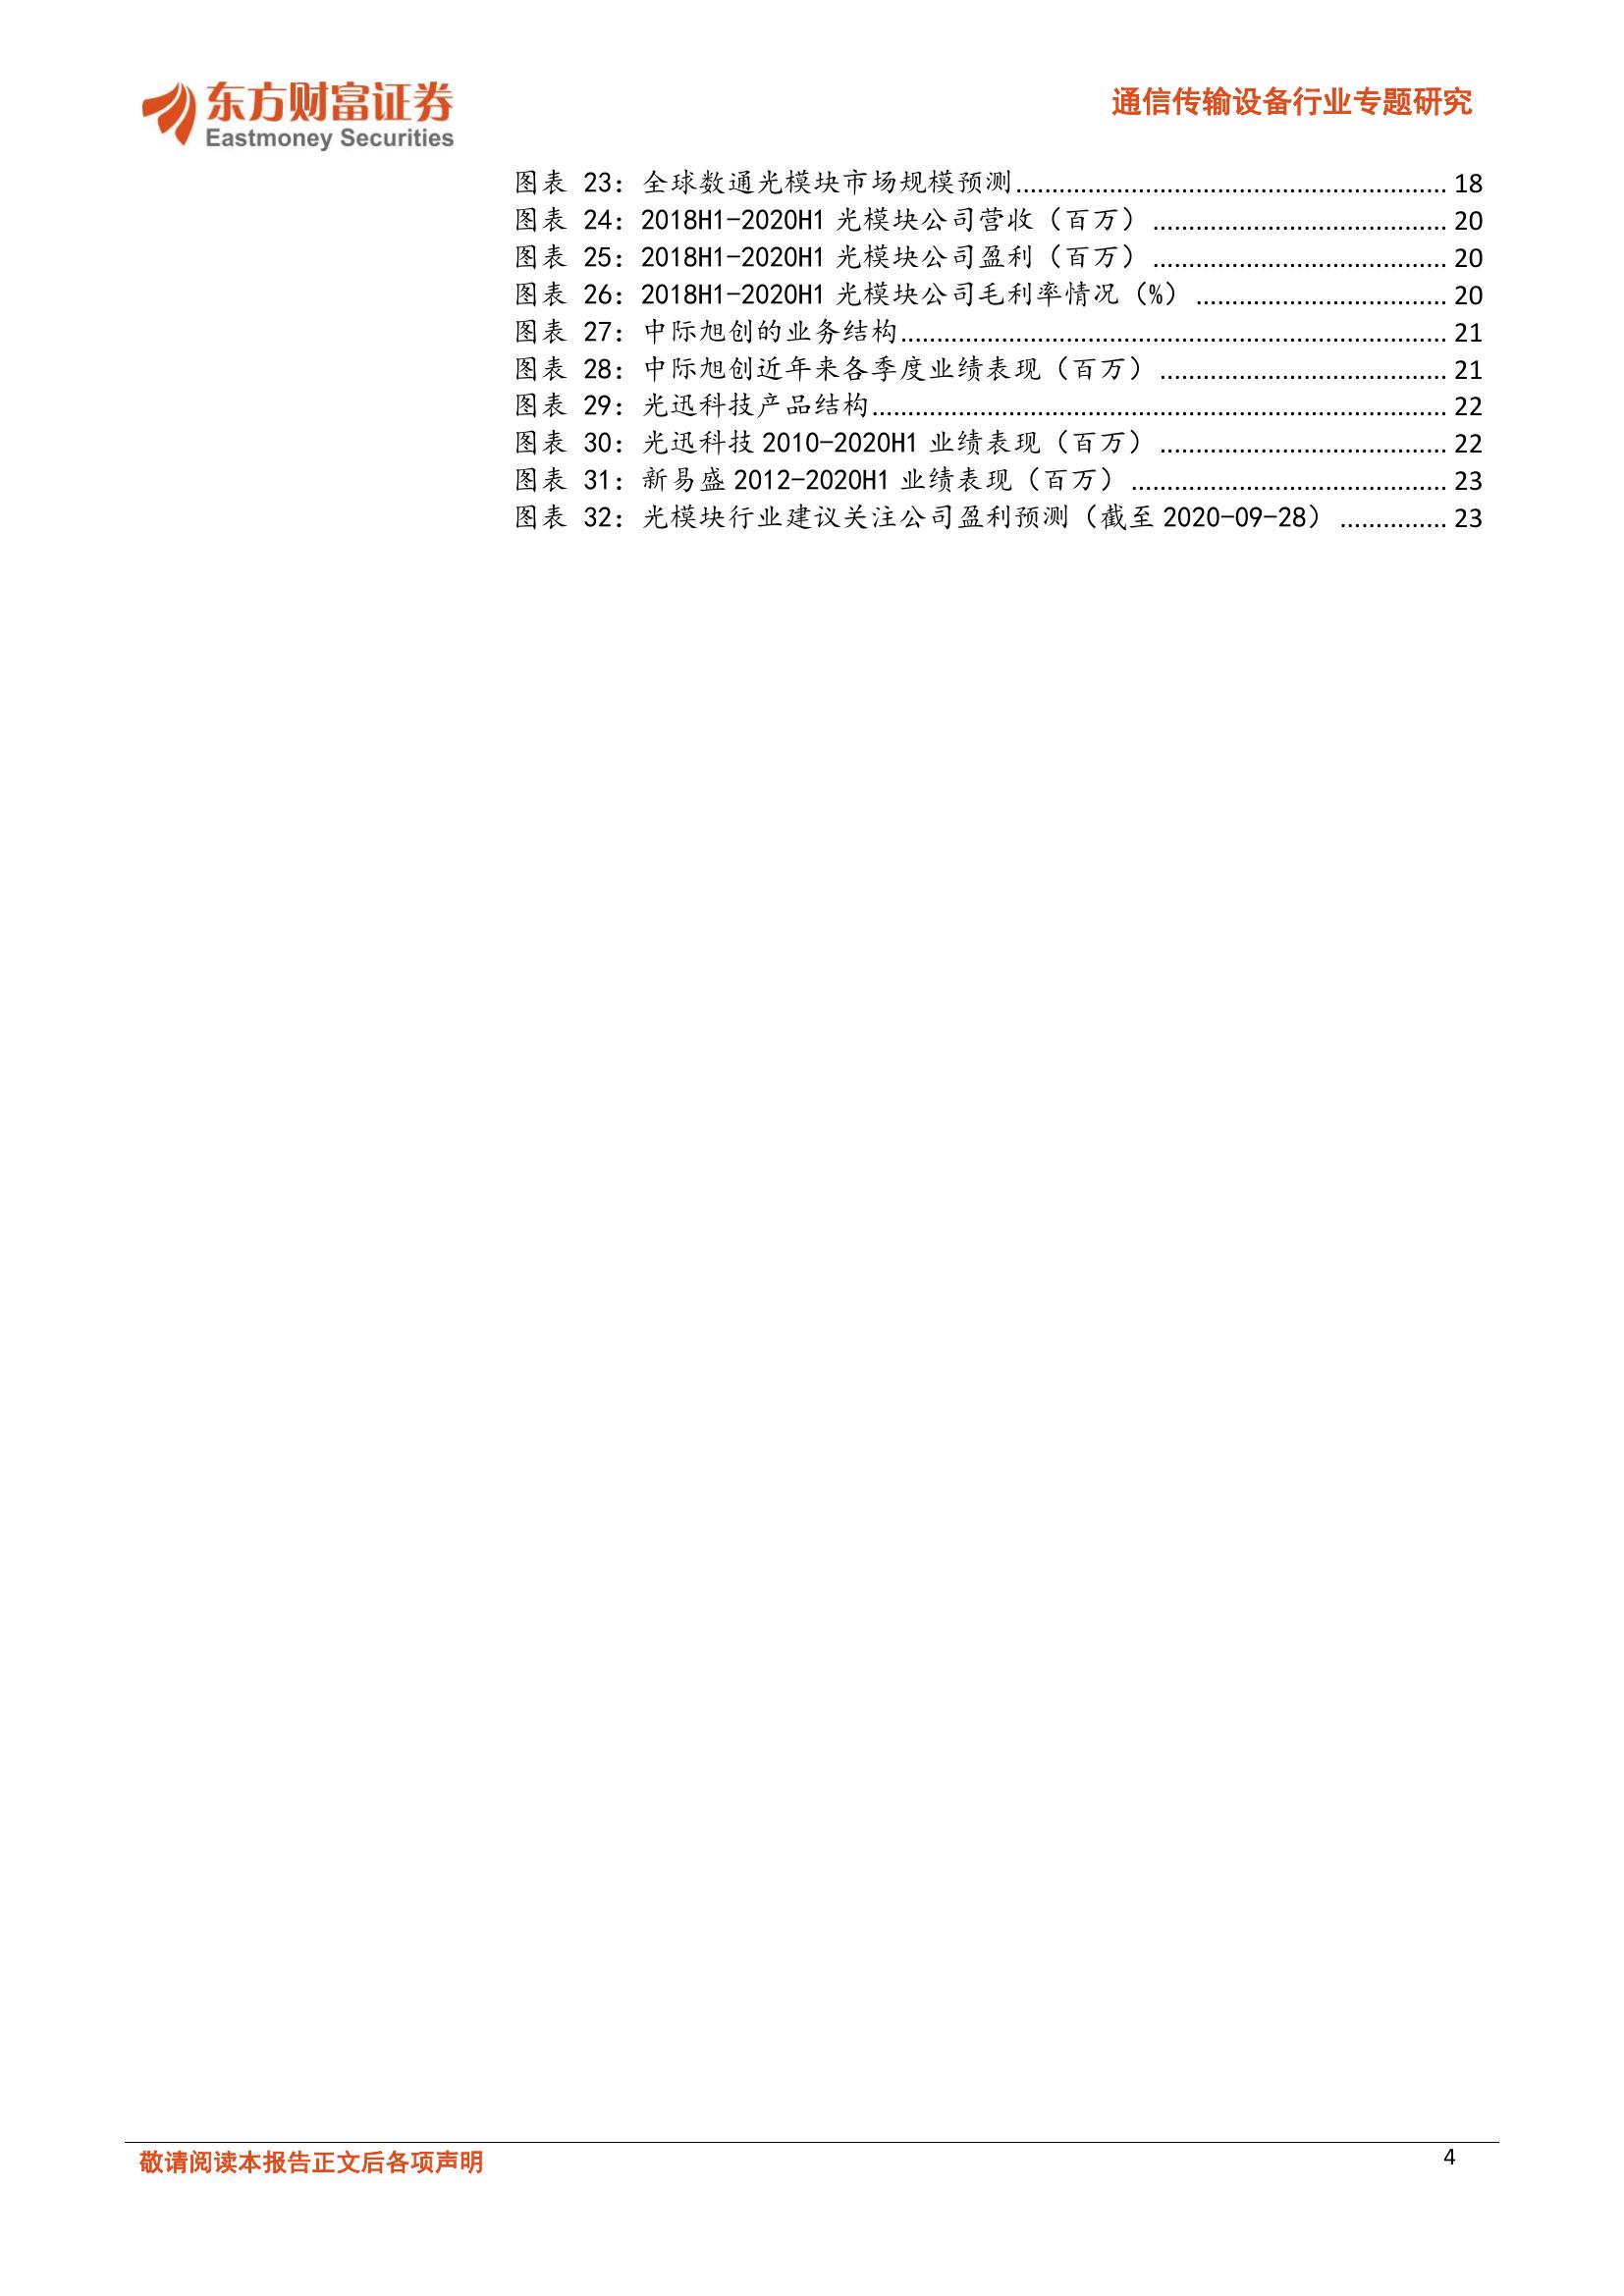 东方财富证券
Eastmoney Securities
通信传输设备行业专题研究
图表 23：全球数通光模块市场规模预测............................................................ 18
图表 24：2018H1-2020H1 光模块公司营收（百万）......................................... 20
图表 25：2018H1-2020H1 光模块公司盈利（百万）......................................... 20
图表 26：2018H1-2020H1 光模块公司毛利率情况（%）................................... 20
图表 27：中际旭创的业务结构............................................................................ 21
图表 28：中际旭创近年来各季度业绩表现（百万）........................................ 21
图表 29：光迅科技产品结构................................................................................ 22
图表 30：光迅科技 2010-2020H1 业绩表现（百万）........................................ 22
图表 31：新易盛 2012-2020H1 业绩表现（百万）............................................ 23
图表 32：光模块行业建议关注公司盈利预测（截至 2020-09-28）............... 23
敬请阅读本报告正文后各项声明
4